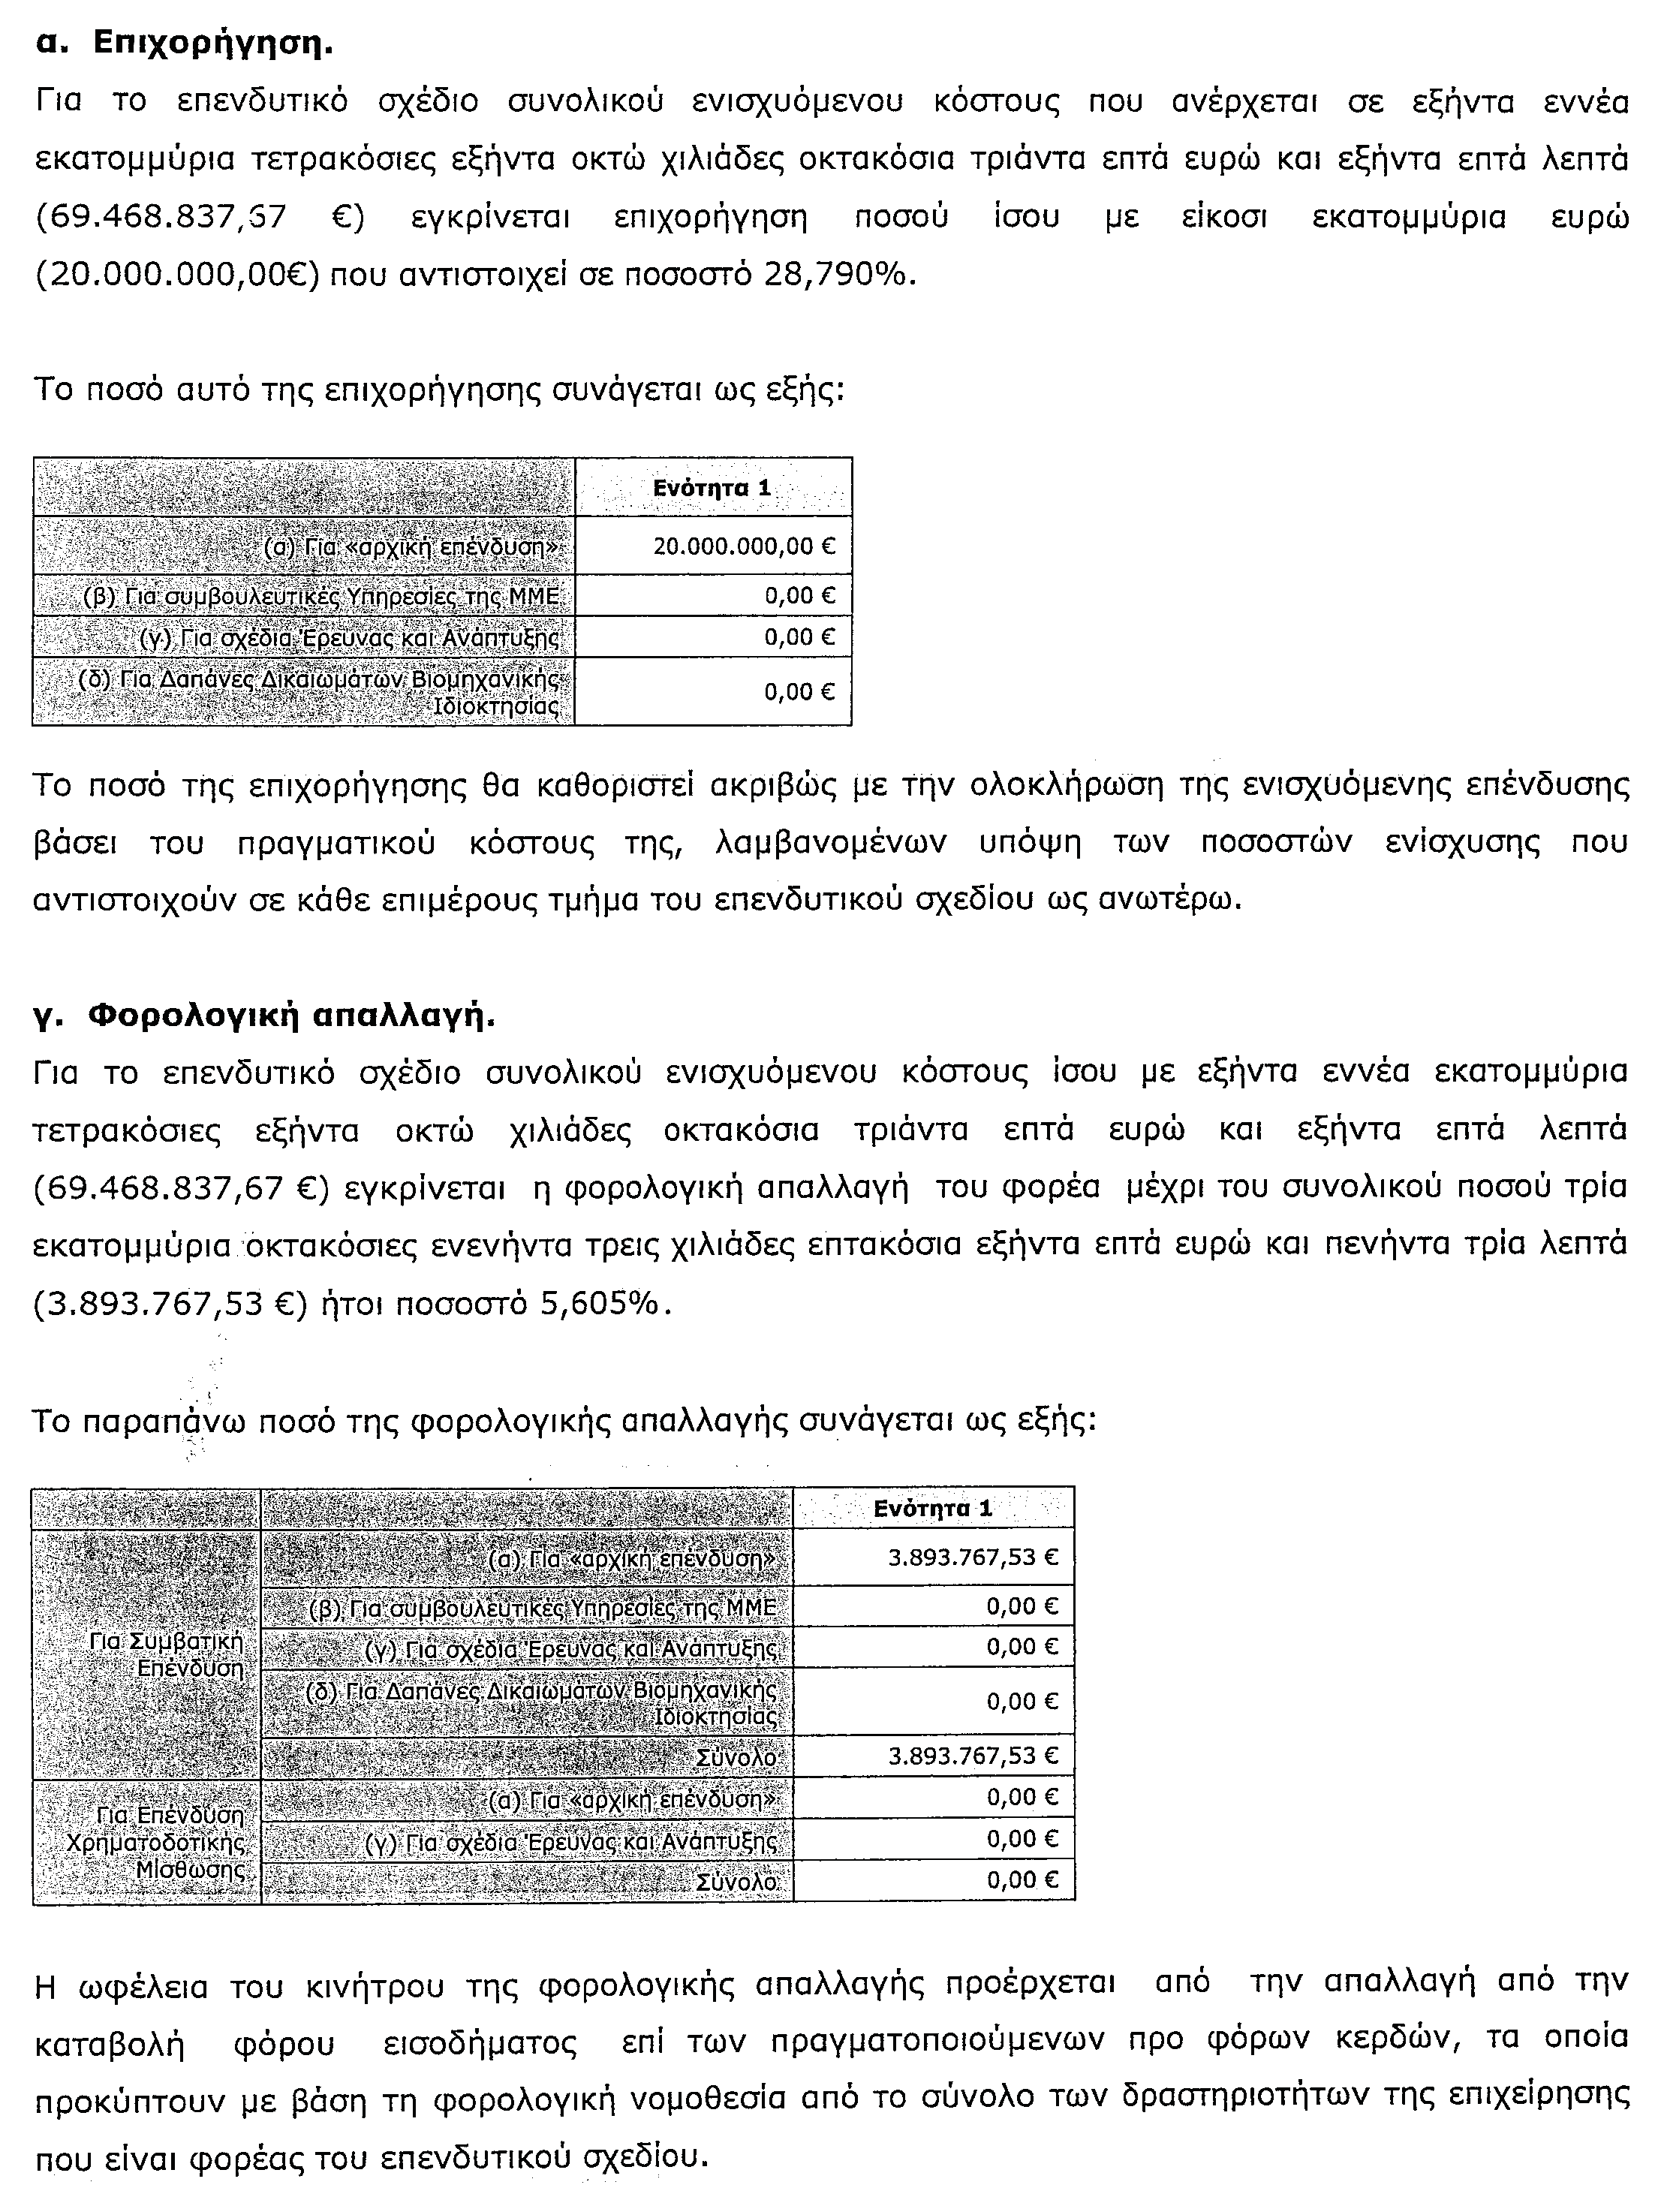 α. Επιχορήγηση.
Για το επενδυτικό σχέδιο συνολικού ενισχυόμενου κόστους που ανέρχεται σε εξήντα εννέα
εκατομμύρια τετρακόσιες εξήντα οκτώ χιλιάδες οκτακόσια τριάντα επτά ευρώ και εξήντα επτά λεπτά
(69.468.837,67 €) εγκρίνεται επιχορήγηση ποσού ίσου με είκοσι εκατομμύρια ευρώ
(20.000.000,00€) που αντιστοιχεί σε ποσοστό 28,790%.
Το ποσό αυτό της επιχορήγησης συνάγεται ως εξής:
Ενότητα 1
(α) Για «αρχική επένδυση» 20.000.000,00 €
(β) Για συμβουλευτικές Υπηρεσίες της ΜΜΕ 0,00 €
(γ) Για σχέδια Έρευνας και Ανάπτυξης 0,00 €
(δ) Για Δαπάνες Δικαιωμάτων Βιομηχανικής
Ιδιοκτησίας 0,00 €
Το ποσό της επιχορήγησης θα καθοριστεί ακριβώς με την ολοκλήρωση της ενισχυόμενης επένδυσης
βάσει του πραγματικού κόστους της, λαμβανομένων υπόψη των ποσοστών ενίσχυσης που
αντιστοιχούν σε κάθε επιμέρους τμήμα του επενδυτικού σχεδίου ως ανωτέρω.
γ. Φορολογική απαλλαγή.
Για το επενδυτικό σχέδιο συνολικού ενισχυόμενου κόστους ίσου με εξήντα εννέα εκατομμύρια
τετρακόσιες εξήντα οκτώ χιλιάδες οκτακόσια τριάντα επτά ευρώ και εξήντα επτά λεπτά
(69.468.837,67 €) εγκρίνεται η φορολογική απαλλαγή του φορέα μέχρι του συνολικού ποσού τρία
εκατομμύρια οκτακόσιες ενενήντα τρεις χιλιάδες επτακόσια εξήντα επτά ευρώ και πενήντα τρία λεπτά
(3.893.767,53 €) ήτοι ποσοστό 5,605%.
Το παραπάνω ποσό της φορολογικής απαλλαγής συνάγεται ως εξής:
Ενότητα 1
Για Συμβατική
Επένδυση
(α) Για «αρχική επένδυση» 3.893.767,53 €
(β) Για συμβουλευτικές Υπηρεσίες της ΜΜΕ 0,00 €
(γ) Για σχέδια Έρευνας και Ανάπτυξης 0,00 €
(δ) Για Δαπάνες Δικαιωμάτων Βιομηχανικής
Ιδιοκτησίας 0,00 €
Σύνολο 3.893.767,53 €
Για Επένδυση
Χρηματοδοτικής
Μίσθωσης
(α) Για «αρχική επένδυση» 0,00 €
(γ) Για σχέδια Έρευνας και Ανάπτυξης 0,00 €
Σύνολο 0,00 €
Η ωφέλεια του κινήτρου της φορολογικής απαλλαγής προέρχεται από την απαλλαγή από την
καταβολή φόρου εισοδήματος επί των πραγματοποιούμενων προ φόρων κερδών, τα οποία
προκύπτουν με βάση τη φορολογική νομοθεσία από το σύνολο των δραστηριοτήτων της επιχείρησης
που είναι φορέας του επενδυτικού σχεδίου.